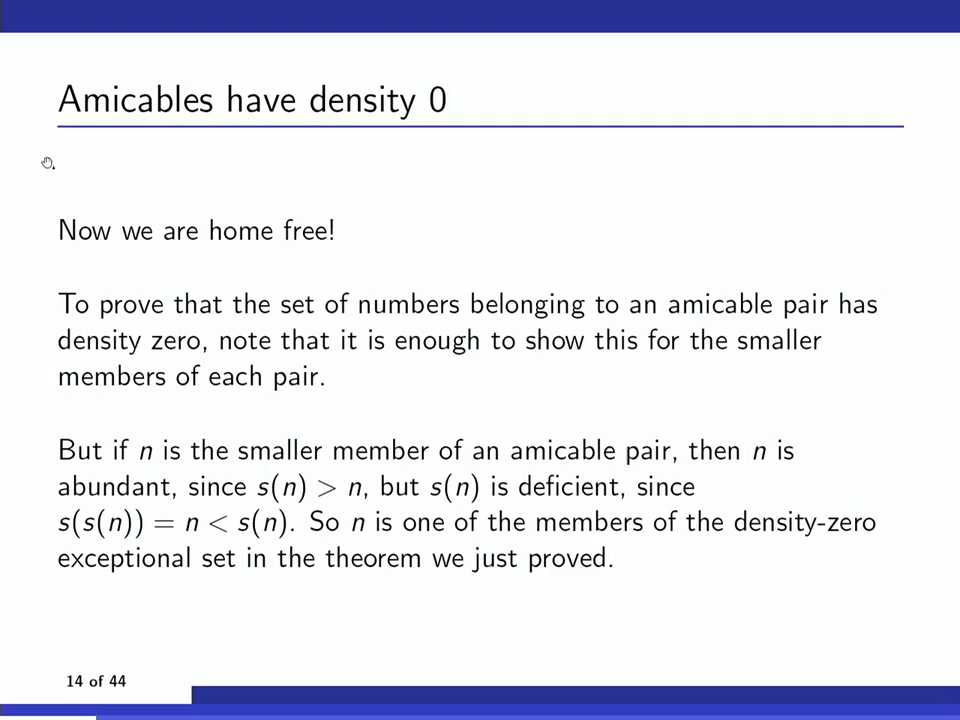 Amicables have density 0
Now we are home free!
To prove that the set of numbers belonging to an amicable pair has
density zero, note that it is enough to show this for the smaller
members of each pair.
But if n is the smaller member of an amicable pair, then n is
abundant, since s(n) > n, but s(n) is deficient, since
s(s(n)) = n < s(n). So n is one of the members of the density-zero
exceptional set in the theorem we just proved.
14 of 44